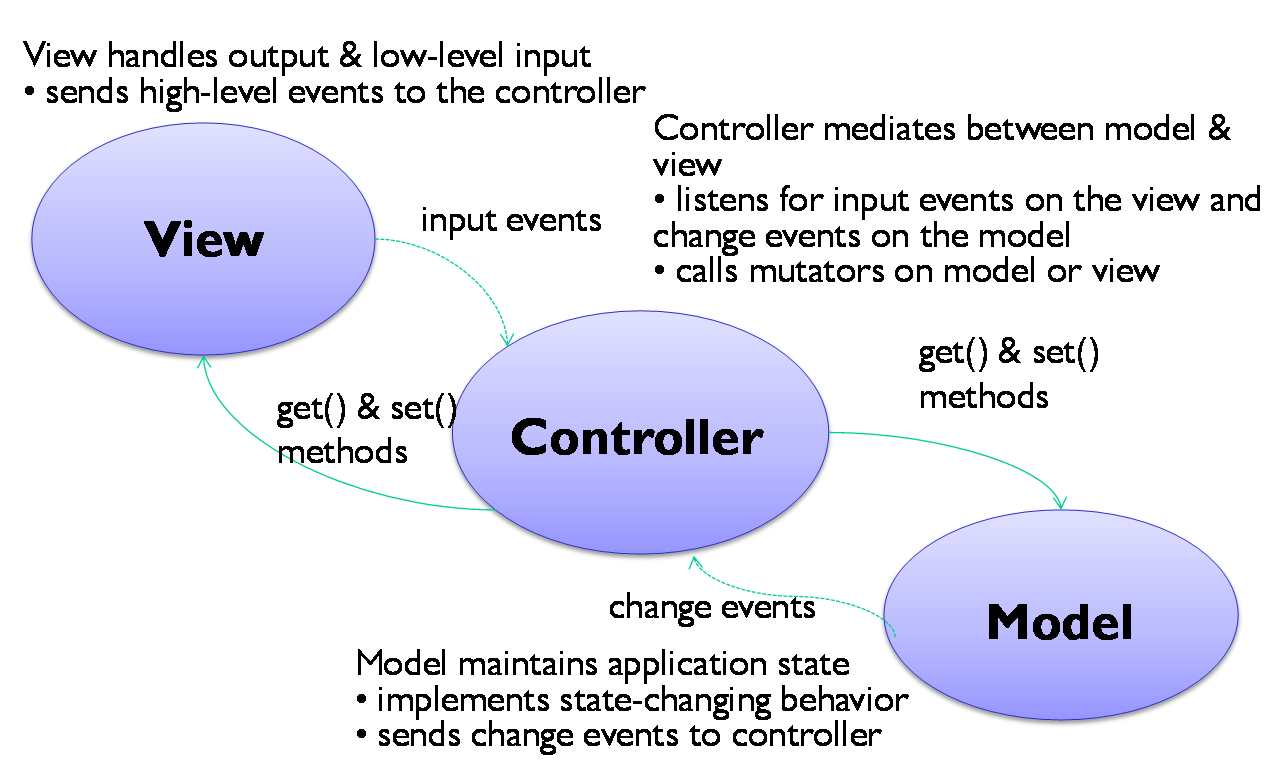 View handles output & low-level input
• sends high-level events to the controller
Controller mediates between model &
view
• listens for input events on the view and
change events on the model
• calls mutators on model or view
View
input events
get() & set()
methods
get() & set()
methods
Controller
change events
Model
Model maintains application state
• implements state-changing behavior
• sends change events to controller